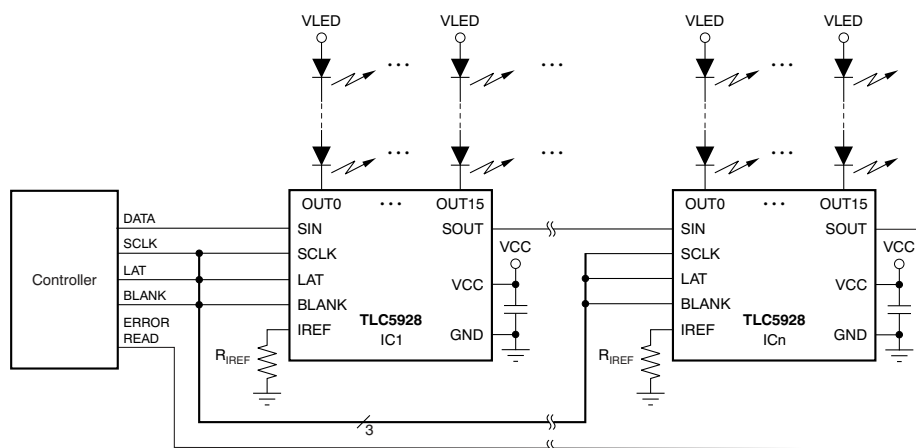 VLED VLED VLED VLED
... ...
... ...
... ...
... ...
OUT0 ... OUT15 OUT0 ... OUT15
Controller
DATA
SCLK
LAT
BLANK
ERROR
READ
SIN
SCLK
LAT
BLANK
IREF
SOUT
VCC
VCC
GND
TLC5928
IC1
RIREF
3
SIN
SCLK
LAT
BLANK
IREF
SOUT
VCC
VCC
GND
TLC5928
ICn
RIREF